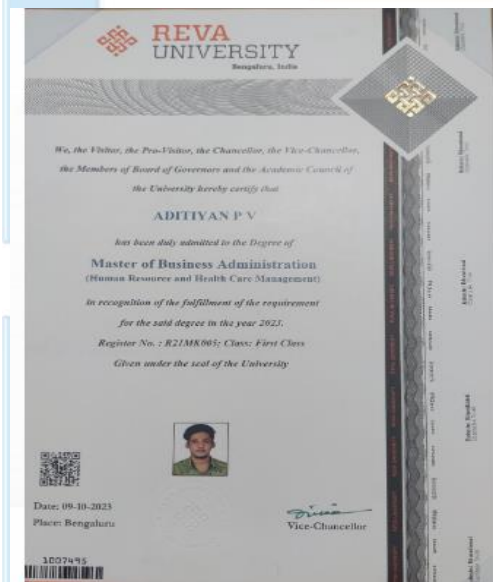 REVA
UNIVERSITY
Bengaluru, India
We, the Visitor, the Pro-Visitor, the Chancellor, the Vice-Chancellor,
the Members of Board of Governors and the Academic Council of
the University hereby certify that
ADITIYAN P V
has been duly admitted to the Degree of
Master of Business Administration
(Human Resource and Health Care Management)
in recognition of the fulfillment of the requirement
for the said degree in the year 2023.
Register No. : R21MK005; Class: First Class
Given under the seal of the University
Date: 09-10-2023
Place: Bengaluru
Vice-Chancellor
1007495